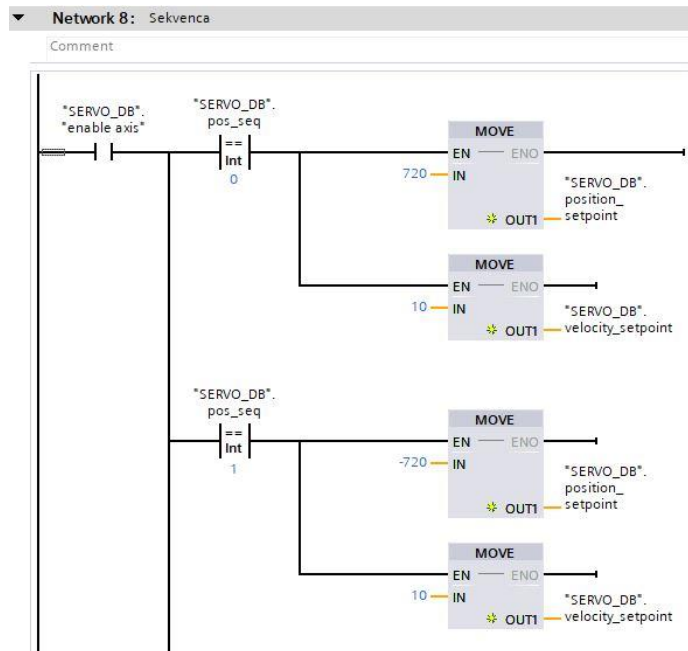 Network 8: Sekvenca
Comment
"SERVO_DB".
"enable axis"
"SERVO_DB".
pos_seq
==
Int
0
MOVE
EN ENO
720 IN
OUT1
"SERVO_DB".
position_
setpoint
MOVE
EN ENO
10 IN
OUT1
"SERVO_DB".
velocity_setpoint
"SERVO_DB".
pos_seq
==
Int
1
MOVE
EN ENO
-720 IN
OUT1
"SERVO_DB".
position_
setpoint
MOVE
EN ENO
10 IN
OUT1
"SERVO_DB".
velocity_setpoint